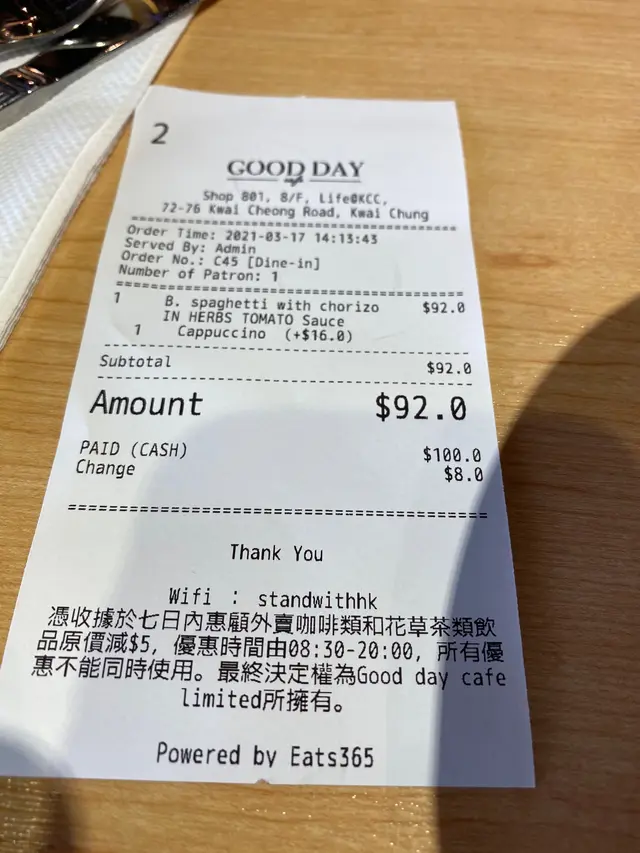 2
GOOD DAY
cafe
Shop 801, 8/F, Life@KCC,
72-76 Kwai Cheong Road, Kwai Chung
Order Time: 2021-03-17 14:13:43
Served By: Admin
Order No.: C45 [Dine-in]
Number of Patron: 1
1 B. spaghetti with chorizo $92.0
IN HERBS TOMATO Sauce
1 Cappuccino (+$16.0)
Subtotal $92.0
Amount $92.0
PAID (CASH) $100.0
Change $8.0
Thank You
Wifi : standwithhk
憑收據於七日內惠顧外賣咖啡類和花草茶類飲
品原價減$5, 優惠時間由08:30-20:00, 所有優
惠不能同時使用。最終決定權為Good day cafe
limited所擁有。
Powered by Eats365